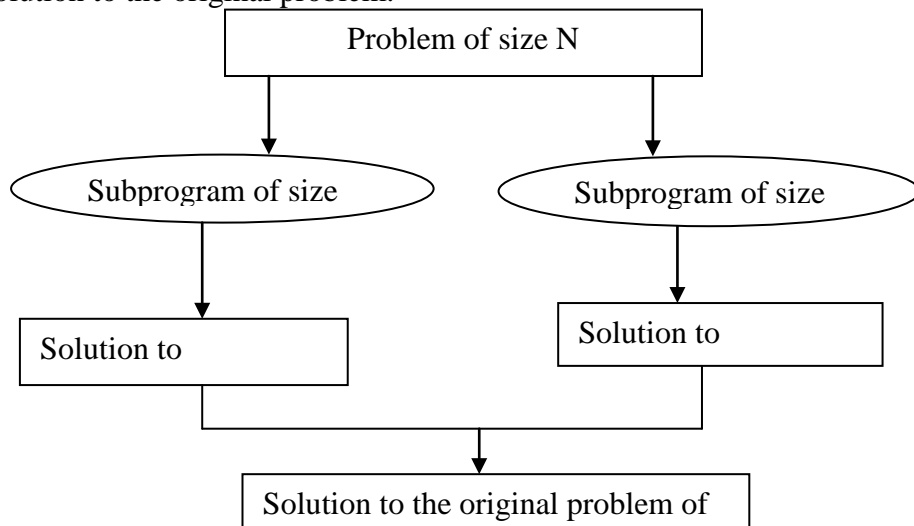 solution to the original problem.
Problem of size N
Subprogram of size
Subprogram of size
Solution to
Solution to
Solution to the original problem of